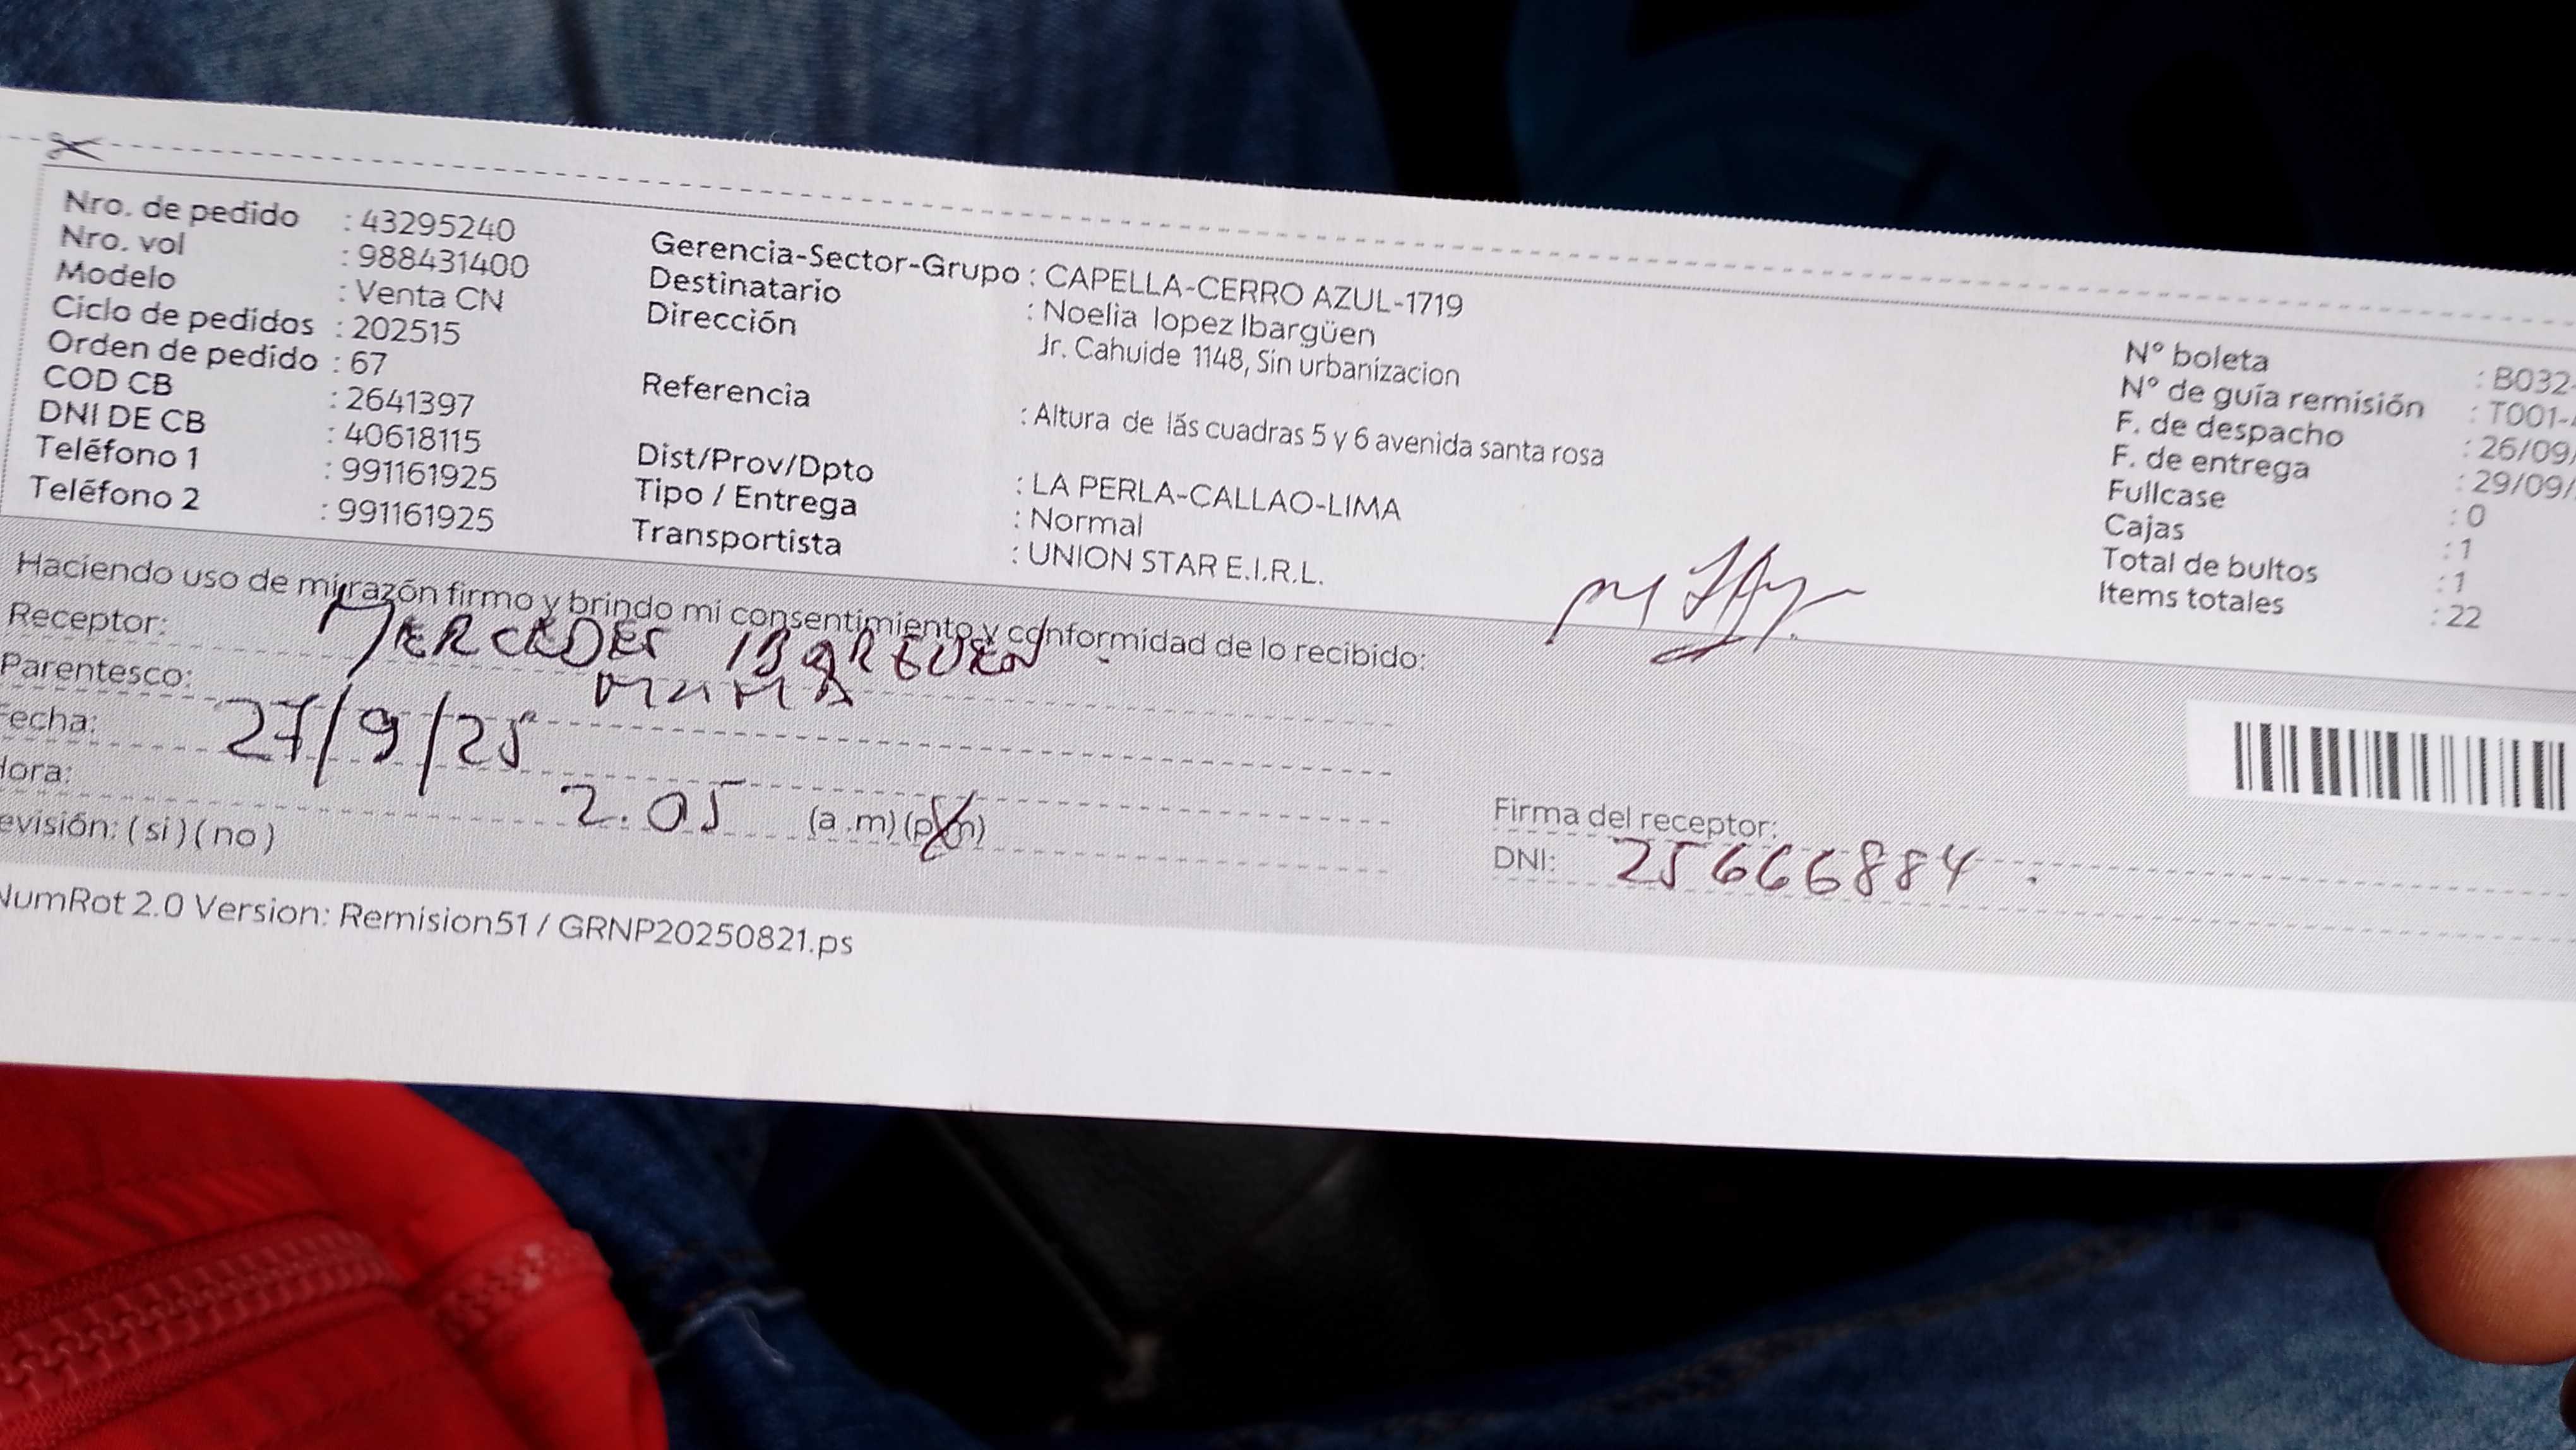 Nro. de pedido : 43295240
Nro. vol : 988431400
Modelo : Venta CN
Ciclo de pedidos : 202515
Orden de pedido : 67
COD CB : 2641397
DNI DE CB : 40618115
Teléfono 1 : 991161925
Teléfono 2 : 991161925
Gerencia-Sector-Grupo : CAPELLA-CERRO AZUL-1719
Destinatario : Noelia lopez Ibargüen
Dirección Jr. Cahuide 1148, Sin urbanizacion
Referencia : Altura de lãs cuadras 5 y 6 avenida santa rosa
Dist/Prov/Dpto : LA PERLA-CALLAO-LIMA
Tipo / Entrega : Normal
Transportista : UNION STAR E.I.R.L.
N° boleta : B032-
N° de guía remisión : T001-
F. de despacho : 26/09/
F. de entrega : 29/09/
Fullcase : 0
Cajas : 1
Total de bultos : 1
Items totales : 22
Haciendo uso de mi razón firmo y brindo mi consentimiento y conformidad de lo recibido:
Receptor: MERCEDES IBARGUEN
Parentesco: MAMA
Fecha: 27/9/25
Hora: 2.05 (a .m) (p.m)
evisión: ( si ) ( no )
Firma del receptor:
DNI: 25666884
NumRot 2.0 Version: Remision51 / GRNP20250821.ps